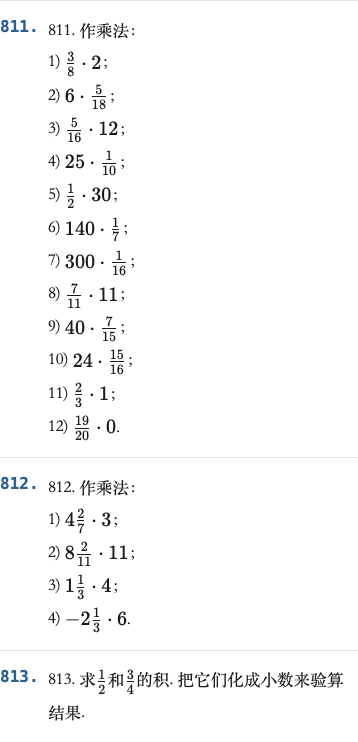 811. 811. 作乘法:
1) 3/8 · 2;
2) 6 · 5/18;
3) 5/16 · 12;
4) 25 · 1/10;
5) 1/2 · 30;
6) 140 · 1/7;
7) 300 · 1/16;
8) 7/11 · 11;
9) 40 · 7/15;
10) 24 · 15/16;
11) 2/3 · 1;
12) 19/20 · 0.
812. 812. 作乘法:
1) 4 2/7 · 3;
2) 8 2/11 · 11;
3) 1 1/3 · 4;
4) −2 1/3 · 6.
813. 813. 求 1/2 和 3/4 的积. 把它们化成小数来验算
结果.